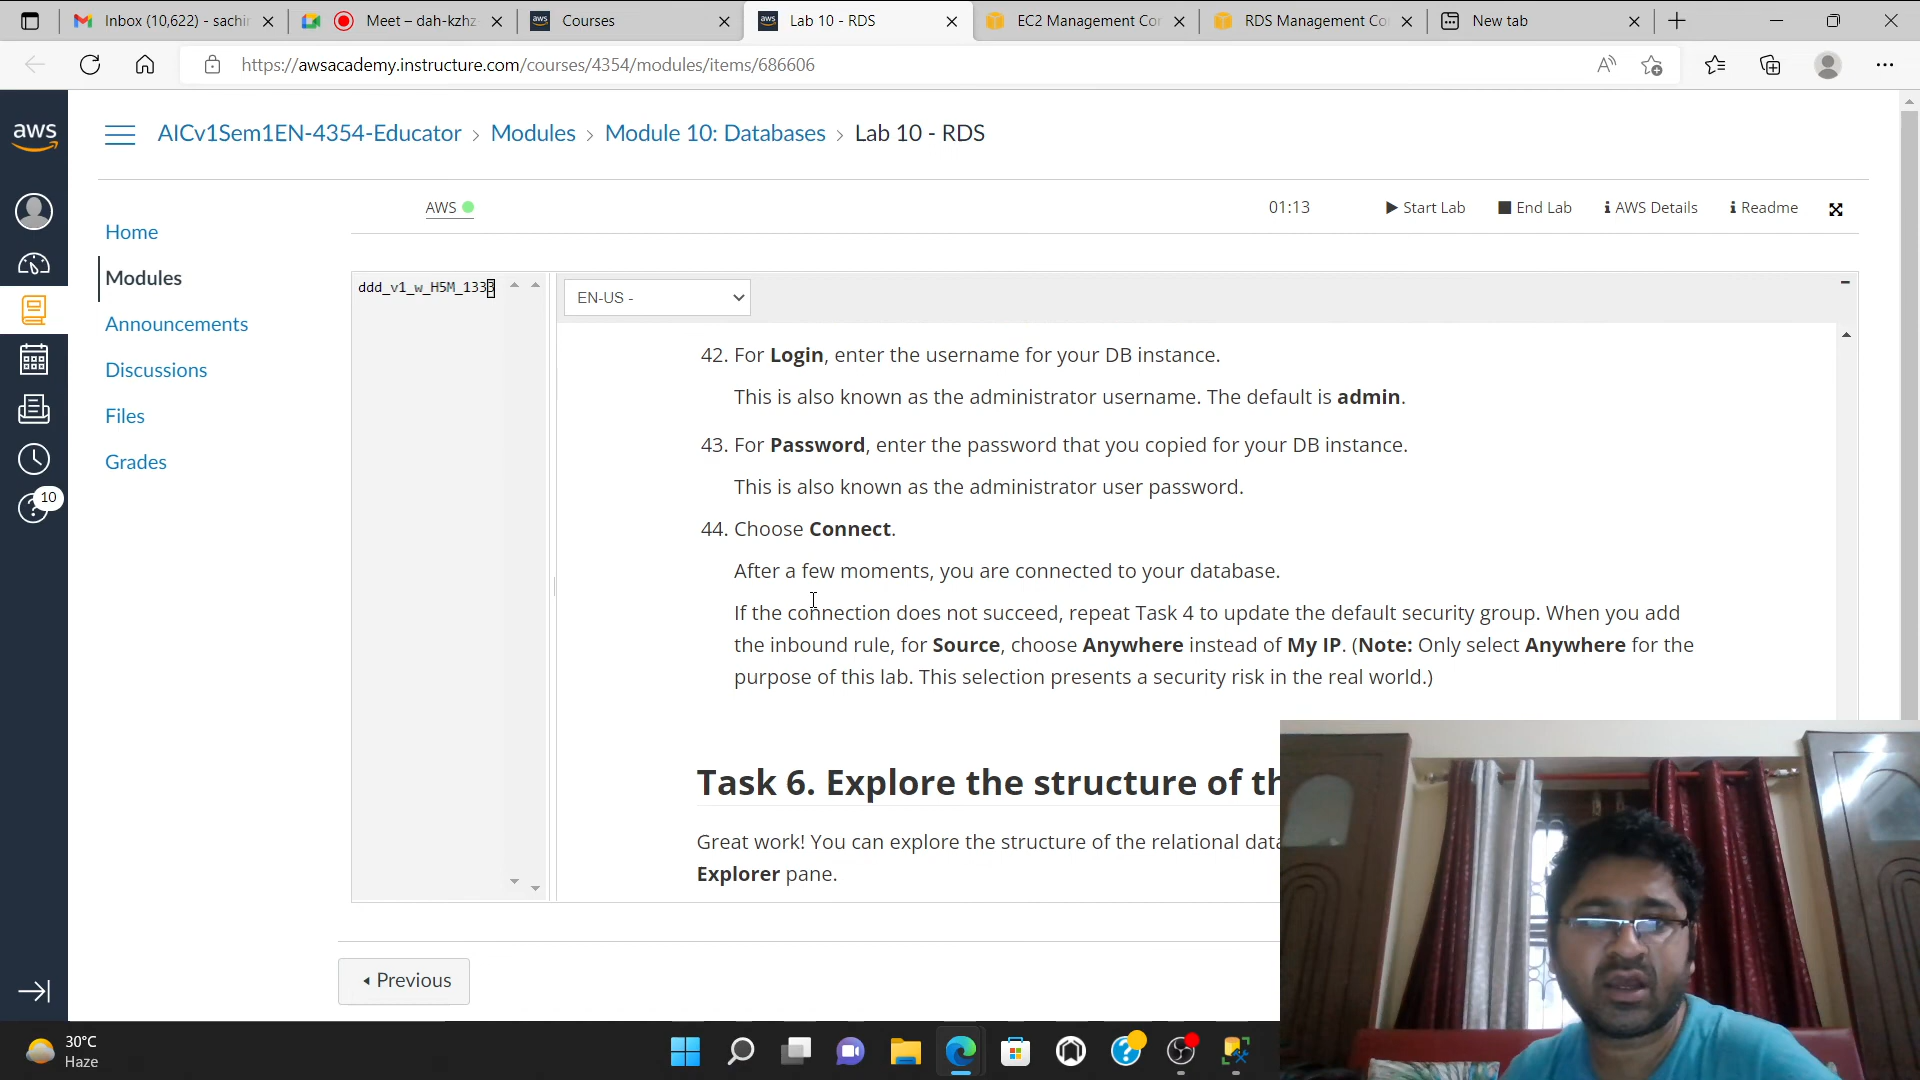 Inbox (10,622) - sachin
Meet – dah-kzhz
Courses
Lab 10 - RDS
EC2 Management Con
RDS Management Co
New tab
https://awsacademy.instructure.com/courses/4354/modules/items/686606
aws
AICv1Sem1EN-4354-Educator › Modules › Module 10: Databases › Lab 10 - RDS
AWS
01:13
Start Lab
End Lab
AWS Details
Readme
Home
Modules
Announcements
Discussions
Files
Grades
10
ddd_v1_w_H5M_1333
EN-US -
42. For Login, enter the username for your DB instance.
This is also known as the administrator username. The default is admin.
43. For Password, enter the password that you copied for your DB instance.
This is also known as the administrator user password.
44. Choose Connect.
After a few moments, you are connected to your database.
If the connection does not succeed, repeat Task 4 to update the default security group. When you add
the inbound rule, for Source, choose Anywhere instead of My IP. (Note: Only select Anywhere for the
purpose of this lab. This selection presents a security risk in the real world.)
Task 6. Explore the structure of th
Great work! You can explore the structure of the relational data
Explorer pane.
Previous
30°C
Haze